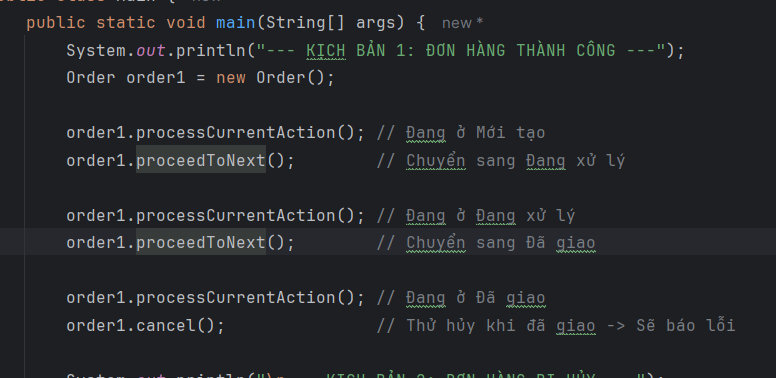 public static void main(String[] args) { new *
System.out.println("--- KỊCH BẢN 1: ĐƠN HÀNG THÀNH CÔNG ---");
Order order1 = new Order();
order1.processCurrentAction(); // Đang ở Mới tạo
order1.proceedToNext(); // Chuyển sang Đang xử lý
order1.processCurrentAction(); // Đang ở Đang xử lý
order1.proceedToNext(); // Chuyển sang Đã giao
order1.processCurrentAction(); // Đang ở Đã giao
order1.cancel(); // Thử hủy khi đã giao -> Sẽ báo lỗi